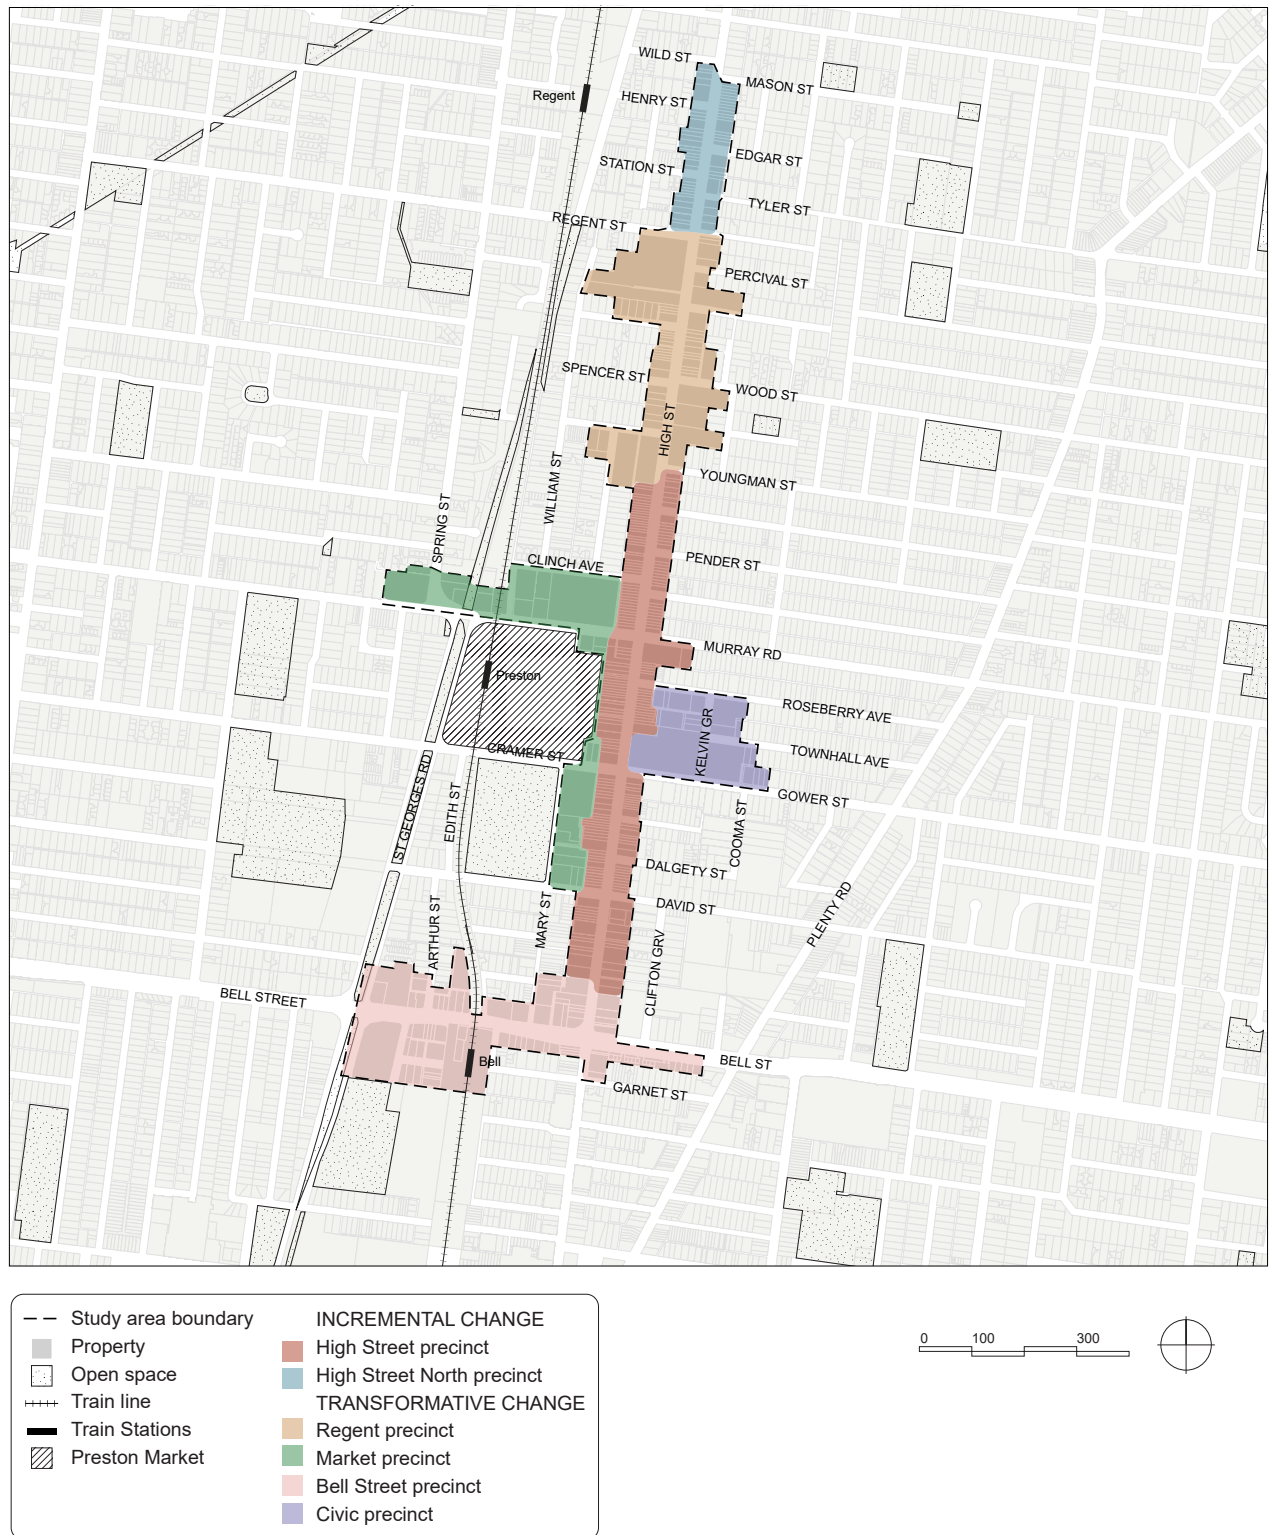 WILD ST
MASON ST
Regent
HENRY ST
EDGAR ST
STATION ST
TYLER ST
REGENT ST
PERCIVAL ST
SPENCER ST
WOOD ST
HIGH ST
WILLIAM ST
YOUNGMAN ST
SPRING ST
CLINCH AVE
PENDER ST
MURRAY RD
Preston
ROSEBERRY AVE
KELVIN GR
TOWNHALL AVE
CRAMER ST
GOWER ST
ST GEORGES RD
EDITH ST
COOMA ST
DALGETY ST
DAVID ST
PLENTY RD
MARY ST
ARTHUR ST
CLIFTON GRV
BELL STREET
BELL ST
Bell
GARNET ST
Study area boundary
Property
Open space
Train line
Train Stations
Preston Market
INCREMENTAL CHANGE
High Street precinct
High Street North precinct
TRANSFORMATIVE CHANGE
Regent precinct
Market precinct
Bell Street precinct
Civic precinct
0 100 300